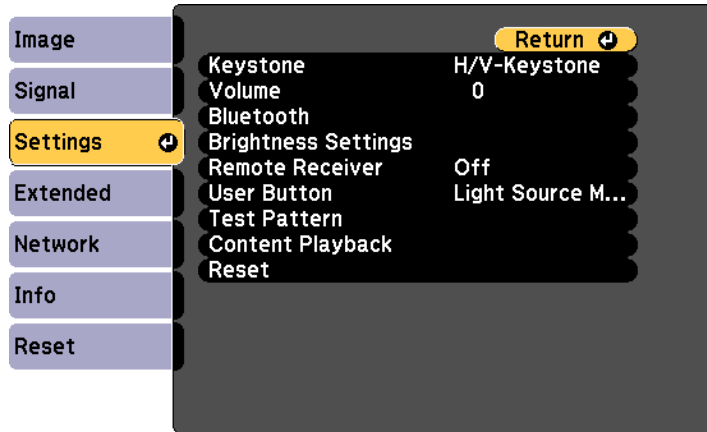 Image
Signal
Settings
Extended
Network
Info
Reset
Return
Keystone H/V-Keystone
Volume 0
Bluetooth
Brightness Settings
Remote Receiver Off
User Button Light Source M...
Test Pattern
Content Playback
Reset